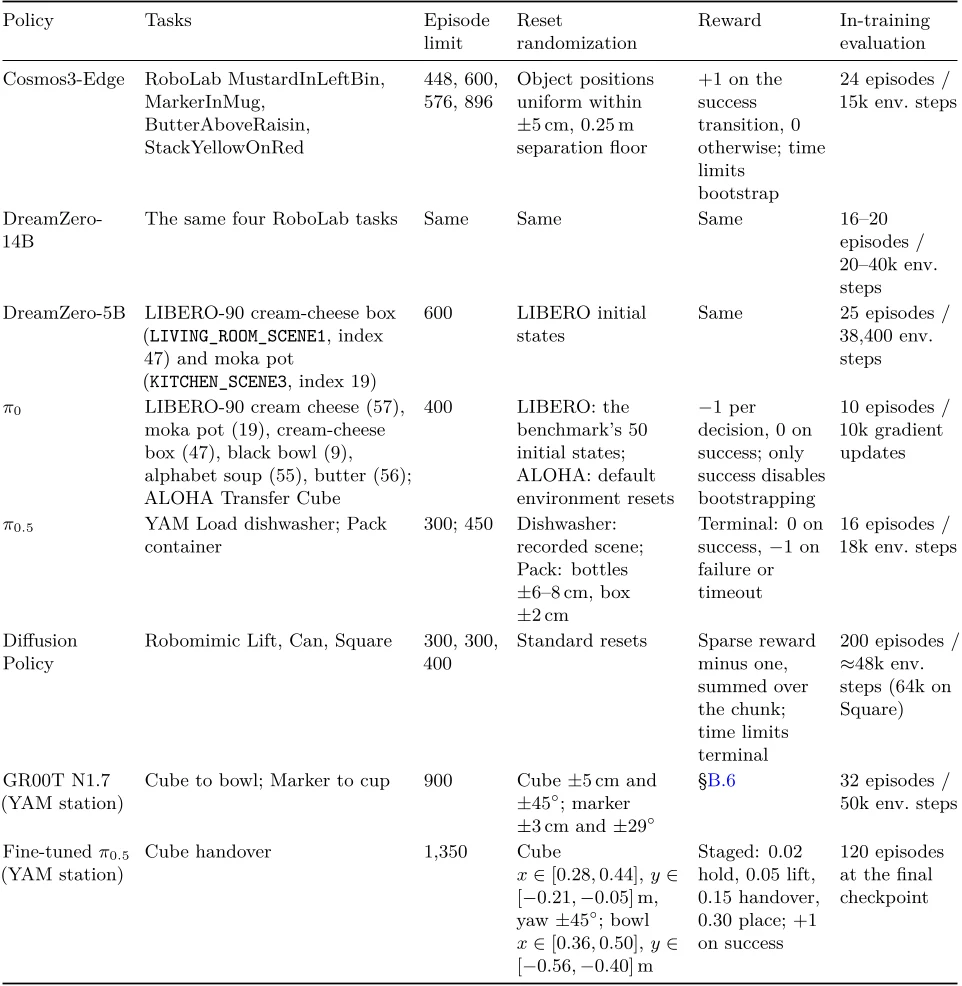 Policy Tasks Episode limit Reset randomization Reward In-training evaluation
Cosmos3-Edge RoboLab MustardInLeftBin, 448, 600, Object positions +1 on the 24 episodes /
MarkerInMug, 576, 896 uniform within success 15k env. steps
ButterAboveRaisin, ±5 cm, 0.25 m transition, 0
StackYellowOnRed separation floor otherwise; time
limits
bootstrap
DreamZero- The same four RoboLab tasks Same Same Same 16–20
14B episodes /
20–40k env.
steps
DreamZero-5B LIBERO-90 cream-cheese box 600 LIBERO initial Same 25 episodes /
(LIVING_ROOM_SCENE1, index states 38,400 env.
47) and moka pot steps
(KITCHEN_SCENE3, index 19)
π0 LIBERO-90 cream cheese (57), 400 LIBERO: the −1 per 10 episodes /
moka pot (19), cream-cheese benchmark's 50 decision, 0 on 10k gradient
box (47), black bowl (9), initial states; success; only updates
alphabet soup (55), butter (56); ALOHA: default success disables
ALOHA Transfer Cube environment resets bootstrapping
π0.5 YAM Load dishwasher; Pack 300; 450 Dishwasher: Terminal: 0 on 16 episodes /
container recorded scene; success, −1 on 18k env. steps
Pack: bottles failure or
±6–8 cm, box timeout
±2 cm
Diffusion Robomimic Lift, Can, Square 300, 300, Standard resets Sparse reward 200 episodes /
Policy 400 minus one, ≈48k env.
summed over steps (64k on
the chunk; Square)
time limits
terminal
GR00T N1.7 Cube to bowl; Marker to cup 900 Cube ±5 cm and §B.6 32 episodes /
(YAM station) ±45°; marker 50k env. steps
±3 cm and ±29°
Fine-tuned π0.5 Cube handover 1,350 Cube Staged: 0.02 120 episodes
(YAM station) x ∈ [0.28, 0.44], y ∈ hold, 0.05 lift, at the final
[−0.21, −0.05] m, 0.15 handover, checkpoint
yaw ±45°; bowl 0.30 place; +1
x ∈ [0.36, 0.50], y ∈ on success
[−0.56, −0.40] m